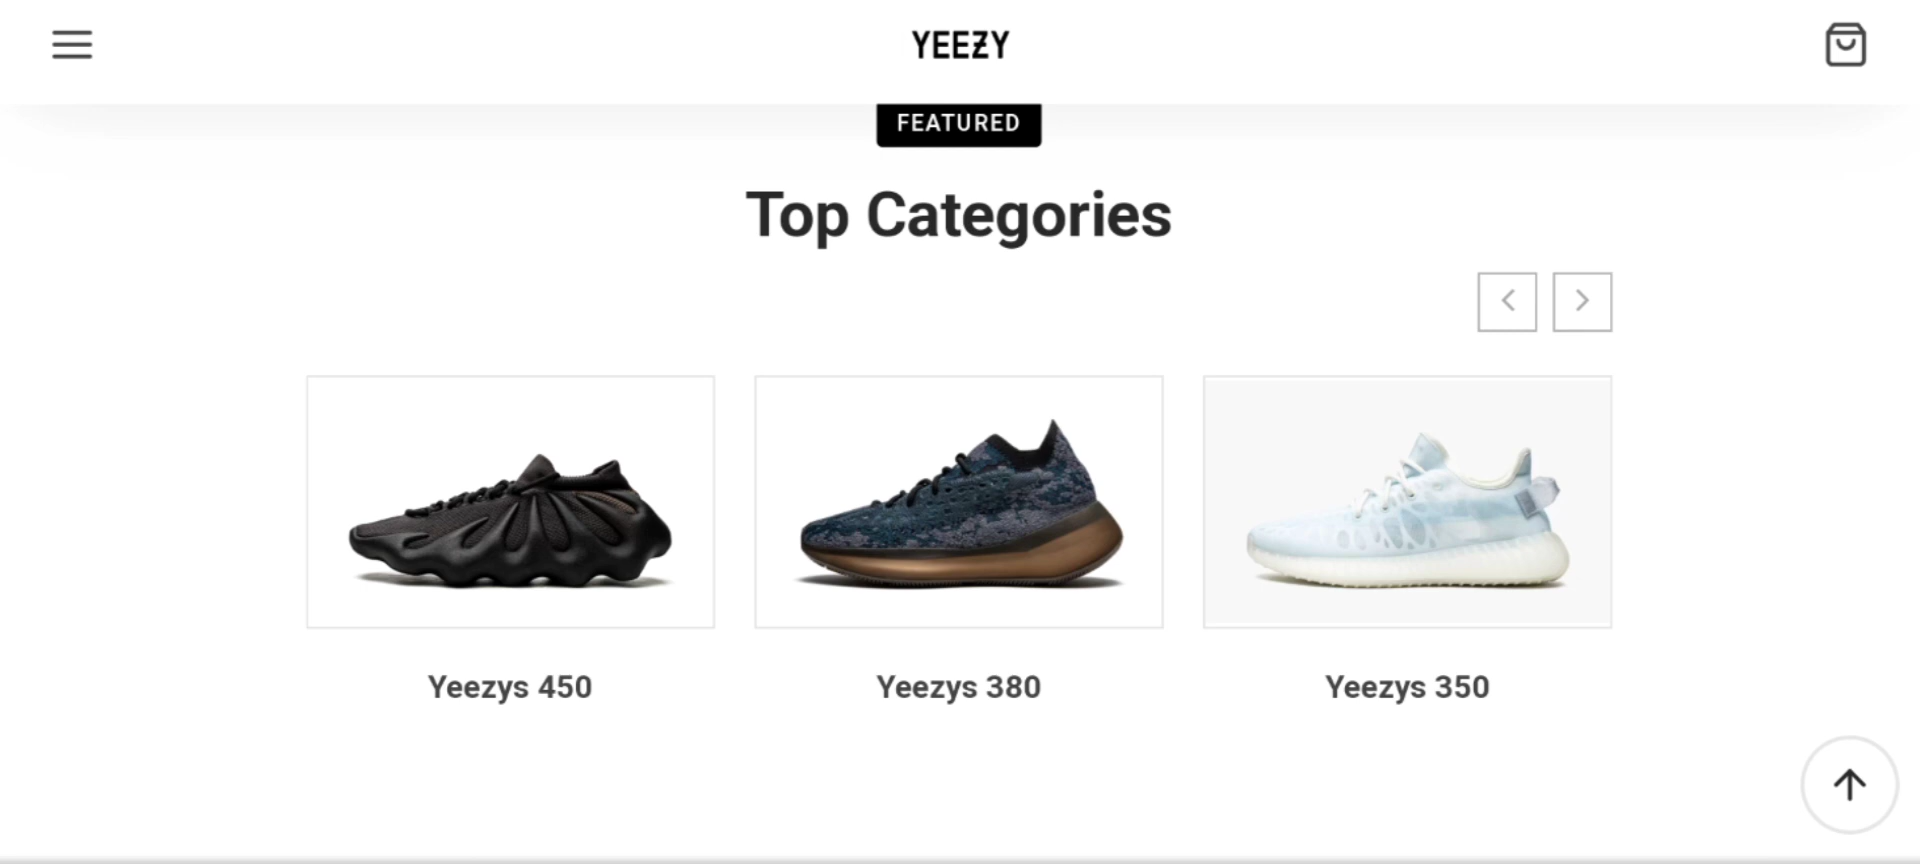 YEEZY
FEATURED
Top Categories
Yeezys 450
Yeezys 380
Yeezys 350